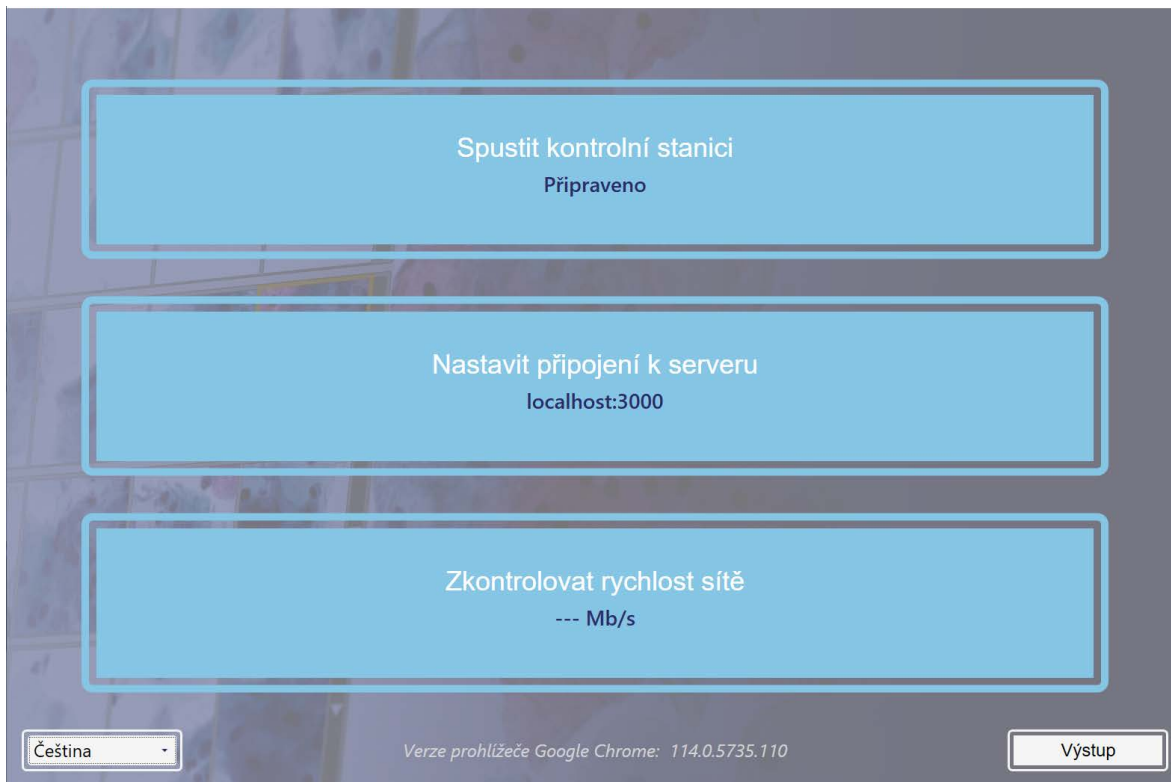 Spustit kontrolní stanici
Připraveno
Nastavit připojení k serveru
localhost:3000
Zkontrolovat rychlost sítě
--- Mb/s
Čeština
Verze prohlížeče Google Chrome: 114.0.5735.110
Výstup